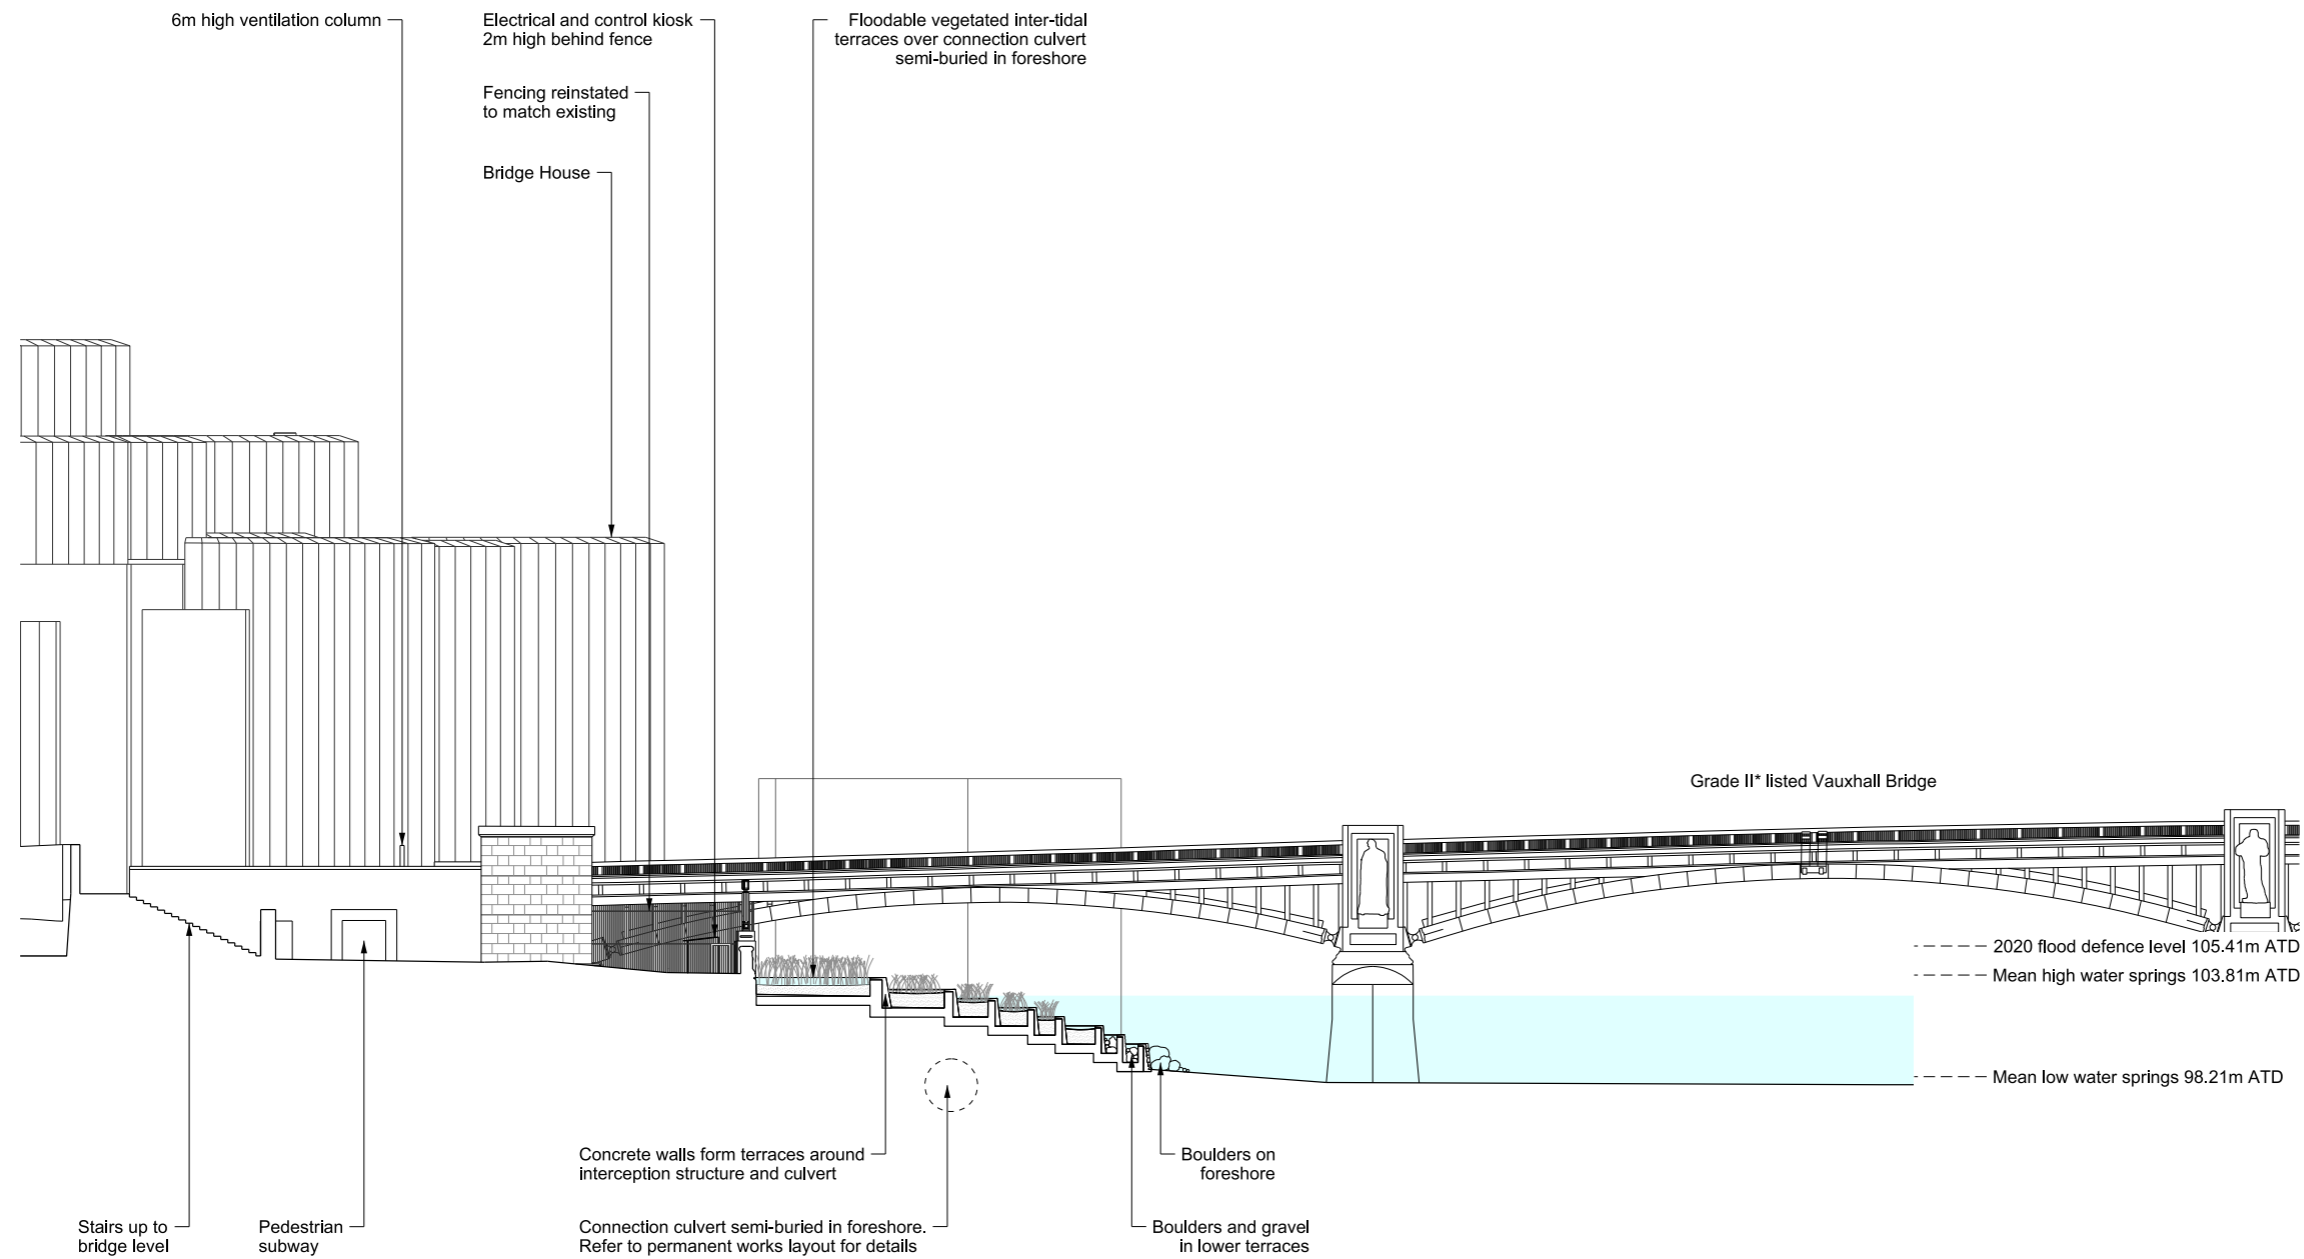 6m high ventilation column
Electrical and control kiosk
2m high behind fence
Floodable vegetated inter-tidal
terraces over connection culvert
semi-buried in foreshore
Fencing reinstated
to match existing
Bridge House
Grade II* listed Vauxhall Bridge
2020 flood defence level 105.41m ATD
Mean high water springs 103.81m ATD
Mean low water springs 98.21m ATD
Concrete walls form terraces around
interception structure and culvert
Boulders on
foreshore
Stairs up to
bridge level
Pedestrian
subway
Connection culvert semi-buried in foreshore.
Refer to permanent works layout for details
Boulders and gravel
in lower terraces